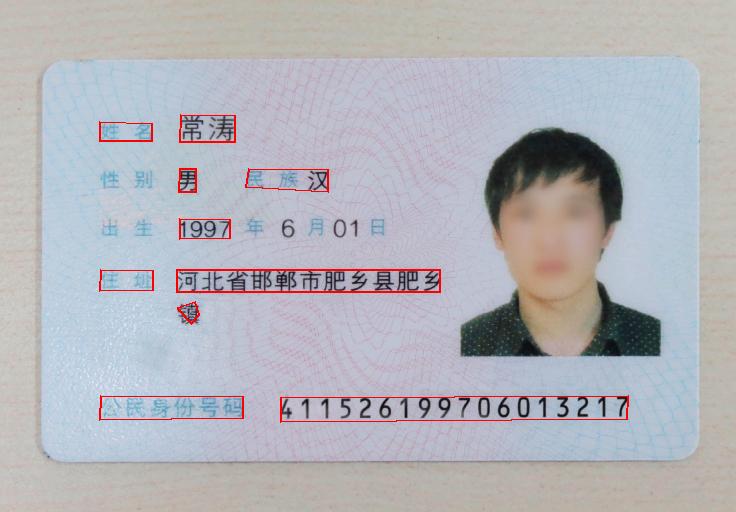 姓名 常涛
性别 男 民族 汉
出生 1997 年 6 月 01 日
住址 河北省邯郸市肥乡县肥乡
镇
公民身份号码 411526199706013217